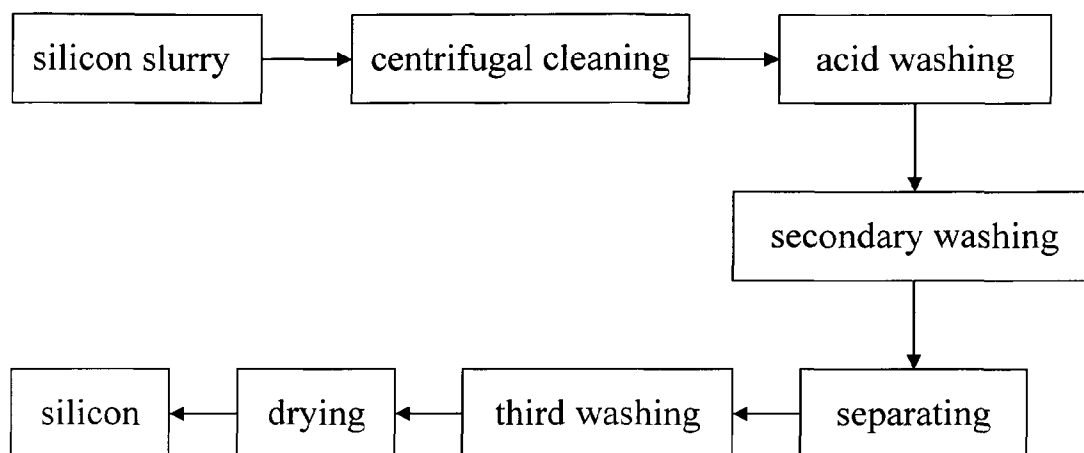 silicon slurry
centrifugal cleaning
acid washing
secondary washing
separating
third washing
drying
silicon